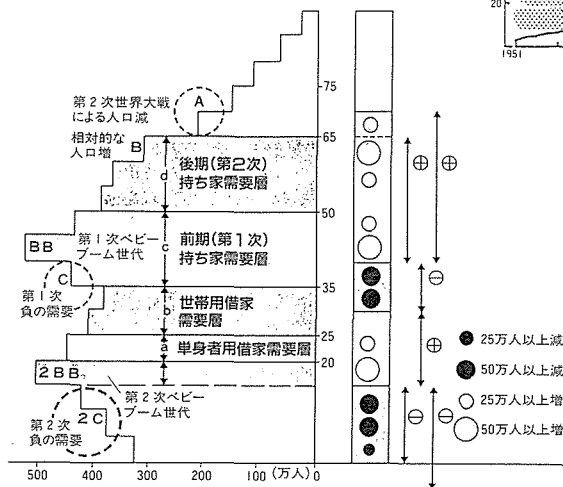 20
1951
第2次世界大戦
による人口減
A
75
相対的な
人口増
B
65
後期(第2次)
持ち家需要層
d
50
BB
第1次ベビー
ブーム世代
前期(第1次)
持ち家需要層
c
C
第1次
負の需要
35
世帯用借家
需要層
b
25
単身者用借家需要層
a
20
2BB
第2次ベビー
ブーム世代
2C
第2次
負の需要
500 400 300 200 100 (万人) 0
⊕ ⊕
⊖
⊕
⊖ ⊖
25万人以上減
50万人以上減
25万人以上増
50万人以上増